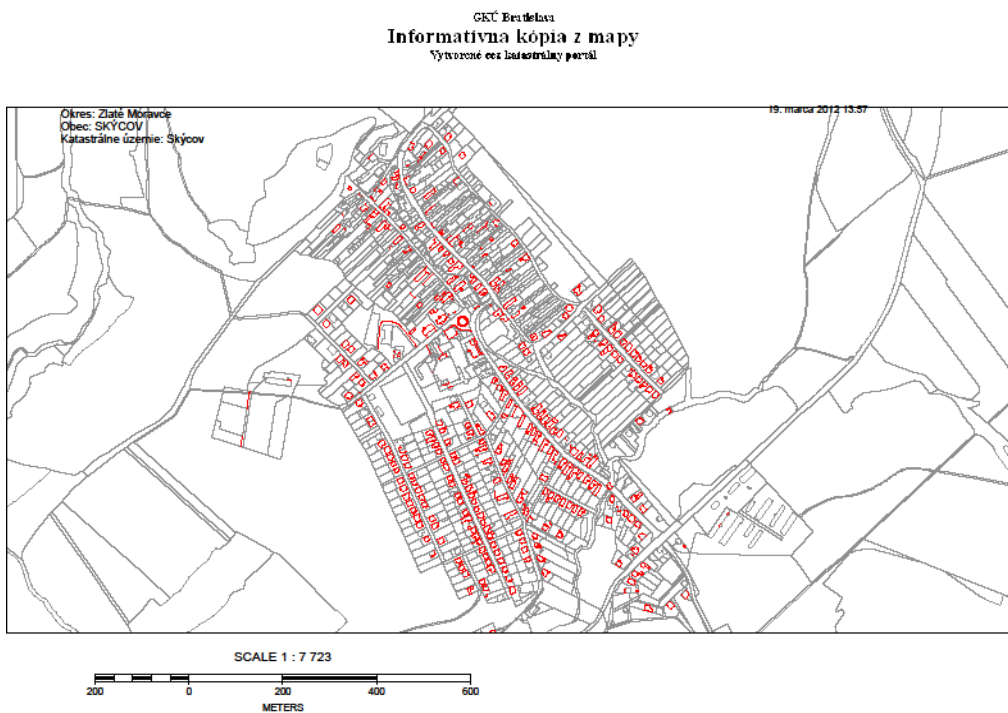 GKÚ Bratislava
Informatívna kópia z mapy
Vytvorené cez katastrálny portál
Okres: Zlaté Moravce
Obec: SKÝCOV
Katastrálne územie: Skýcov
19. marca 2012 13:57
SCALE 1 : 7 723
200 0 200 400 600
METERS